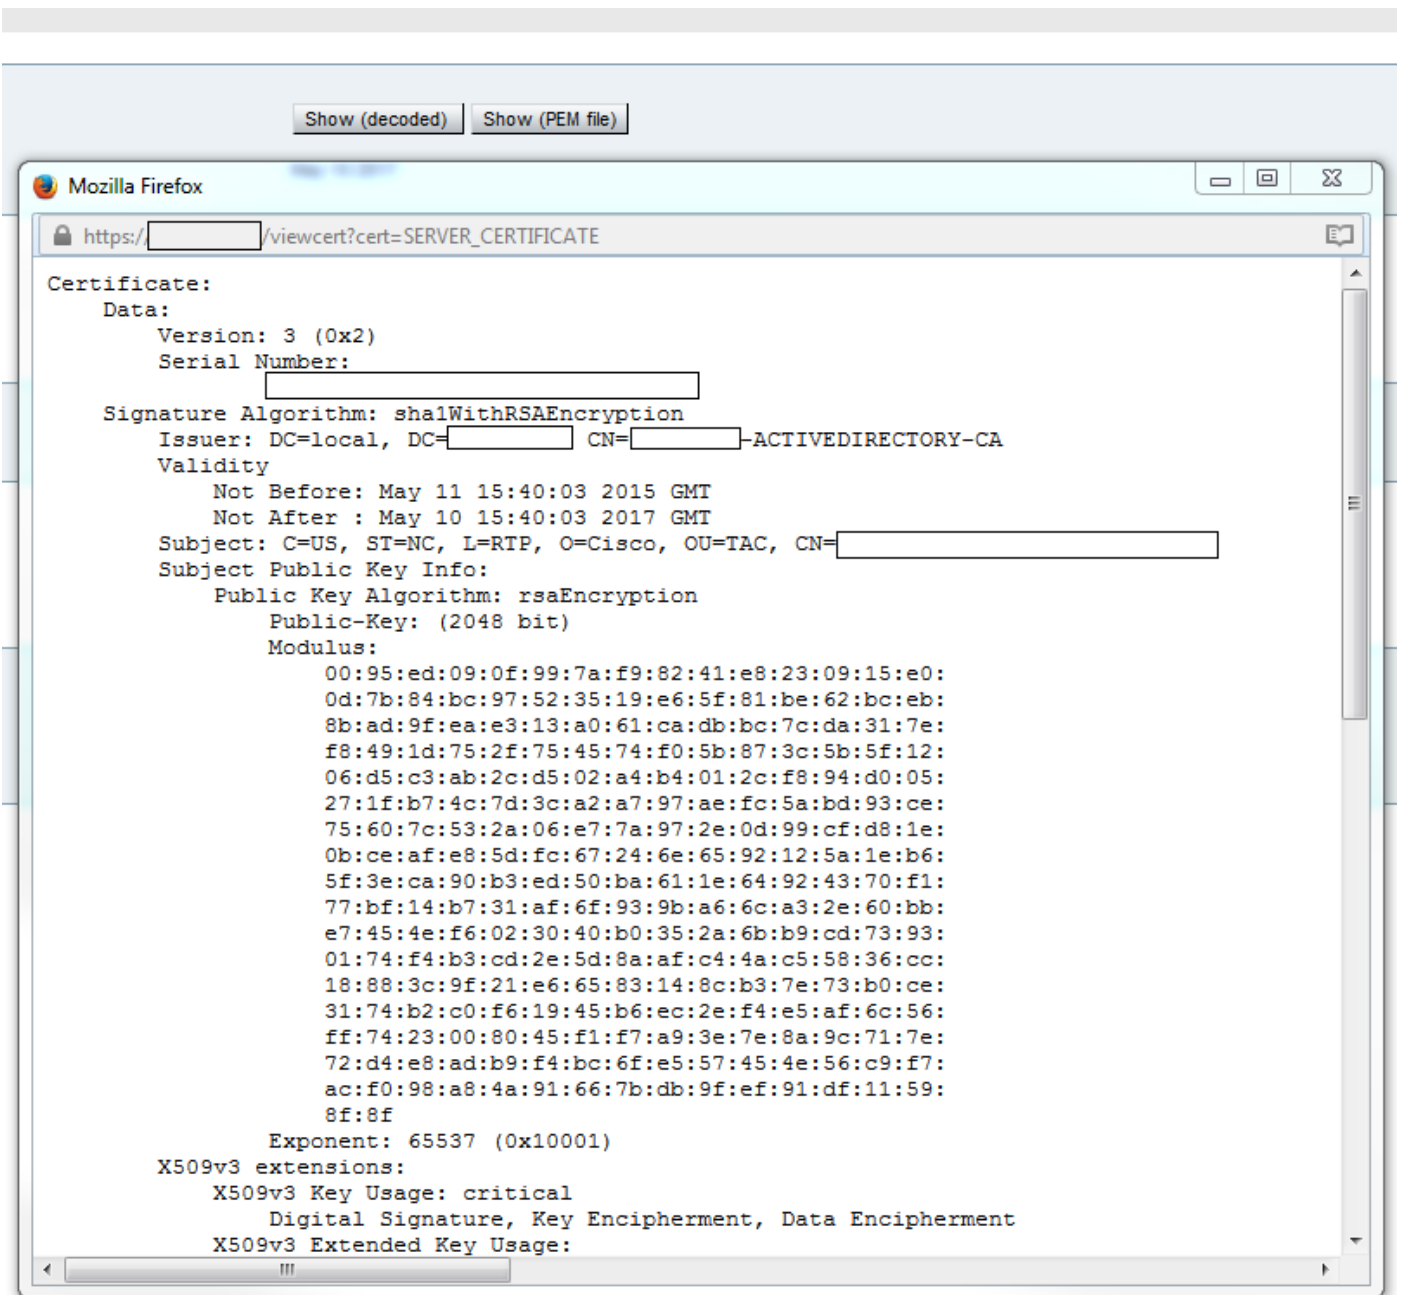 Show (decoded) Show (PEM file)
Mozilla Firefox
https:/ /viewcert?cert=SERVER_CERTIFICATE
Certificate:
Data:
Version: 3 (0x2)
Serial Number:
Signature Algorithm: sha1WithRSAEncryption
Issuer: DC=local, DC= CN= -ACTIVEDIRECTORY-CA
Validity
Not Before: May 11 15:40:03 2015 GMT
Not After : May 10 15:40:03 2017 GMT
Subject: C=US, ST=NC, L=RTP, O=Cisco, OU=TAC, CN=
Subject Public Key Info:
Public Key Algorithm: rsaEncryption
Public-Key: (2048 bit)
Modulus:
00:95:ed:09:0f:99:7a:f9:82:41:e8:23:09:15:e0:
0d:7b:84:bc:97:52:35:19:e6:5f:81:be:62:bc:eb:
8b:ad:9f:ea:e3:13:a0:61:ca:db:bc:7c:da:31:7e:
f8:49:1d:75:2f:75:45:74:f0:5b:87:3c:5b:5f:12:
06:d5:c3:ab:2c:d5:02:a4:b4:01:2c:f8:94:d0:05:
27:1f:b7:4c:7d:3c:a2:a7:97:ae:fc:5a:bd:93:ce:
75:60:7c:53:2a:06:e7:7a:97:2e:0d:99:cf:d8:1e:
0b:ce:af:e8:5d:fc:67:24:6e:65:92:12:5a:1e:b6:
5f:3e:ca:90:b3:ed:50:ba:61:1e:64:92:43:70:f1:
77:bf:14:b7:31:af:6f:93:9b:a6:6c:a3:2e:60:bb:
e7:45:4e:f6:02:30:40:b0:35:2a:6b:b9:cd:73:93:
01:74:f4:b3:cd:2e:5d:8a:af:c4:4a:c5:58:36:cc:
18:88:3c:9f:21:e6:65:83:14:8c:b3:7e:73:b0:ce:
31:74:b2:c0:f6:19:45:b6:ec:2e:f4:e5:af:6c:56:
ff:74:23:00:80:45:f1:f7:a9:3e:7e:8a:9c:71:7e:
72:d4:e8:ad:b9:f4:bc:6f:e5:57:45:4e:56:c9:f7:
ac:f0:98:a8:4a:91:66:7b:db:9f:ef:91:df:11:59:
8f:8f
Exponent: 65537 (0x10001)
X509v3 extensions:
X509v3 Key Usage: critical
Digital Signature, Key Encipherment, Data Encipherment
X509v3 Extended Key Usage: